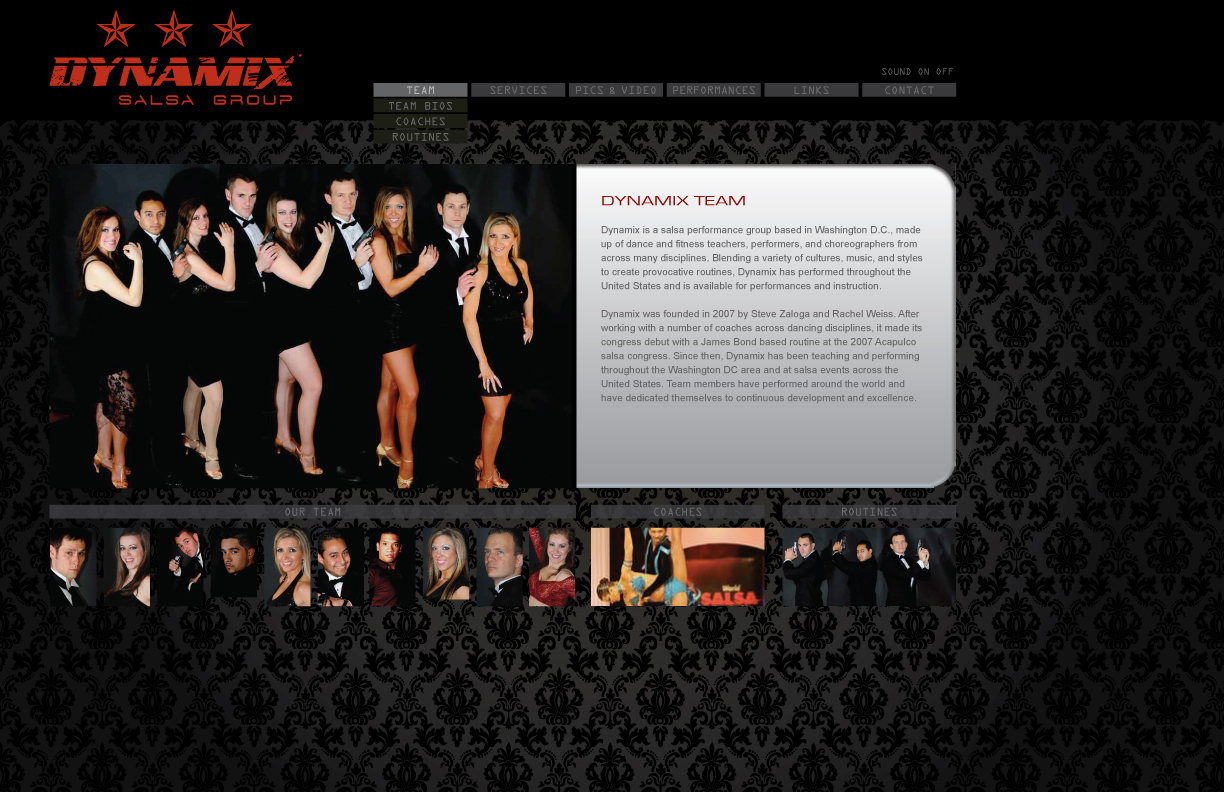 DYNAMIX
SALSA GROUP
SOUND ON OFF
TEAM
SERVICES
PICS & VIDEO
PERFORMANCES
LINKS
CONTACT
TEAM BIOS
COACHES
ROUTINES
DYNAMIX TEAM
Dynamix is a salsa performance group based in Washington D.C., made
up of dance and fitness teachers, performers, and choreographers from
across many disciplines. Blending a variety of cultures, music, and styles
to create provocative routines, Dynamix has performed throughout the
United States and is available for performances and instruction.
Dynamix was founded in 2007 by Steve Zaloga and Rachel Weiss. After
working with a number of coaches across dancing disciplines, it made its
congress debut with a James Bond based routine at the 2007 Acapulco
salsa congress. Since then, Dynamix has been teaching and performing
throughout the Washington DC area and at salsa events across the
United States. Team members have performed around the world and
have dedicated themselves to continuous development and excellence.
OUR TEAM
COACHES
ROUTINES
World
SALSA